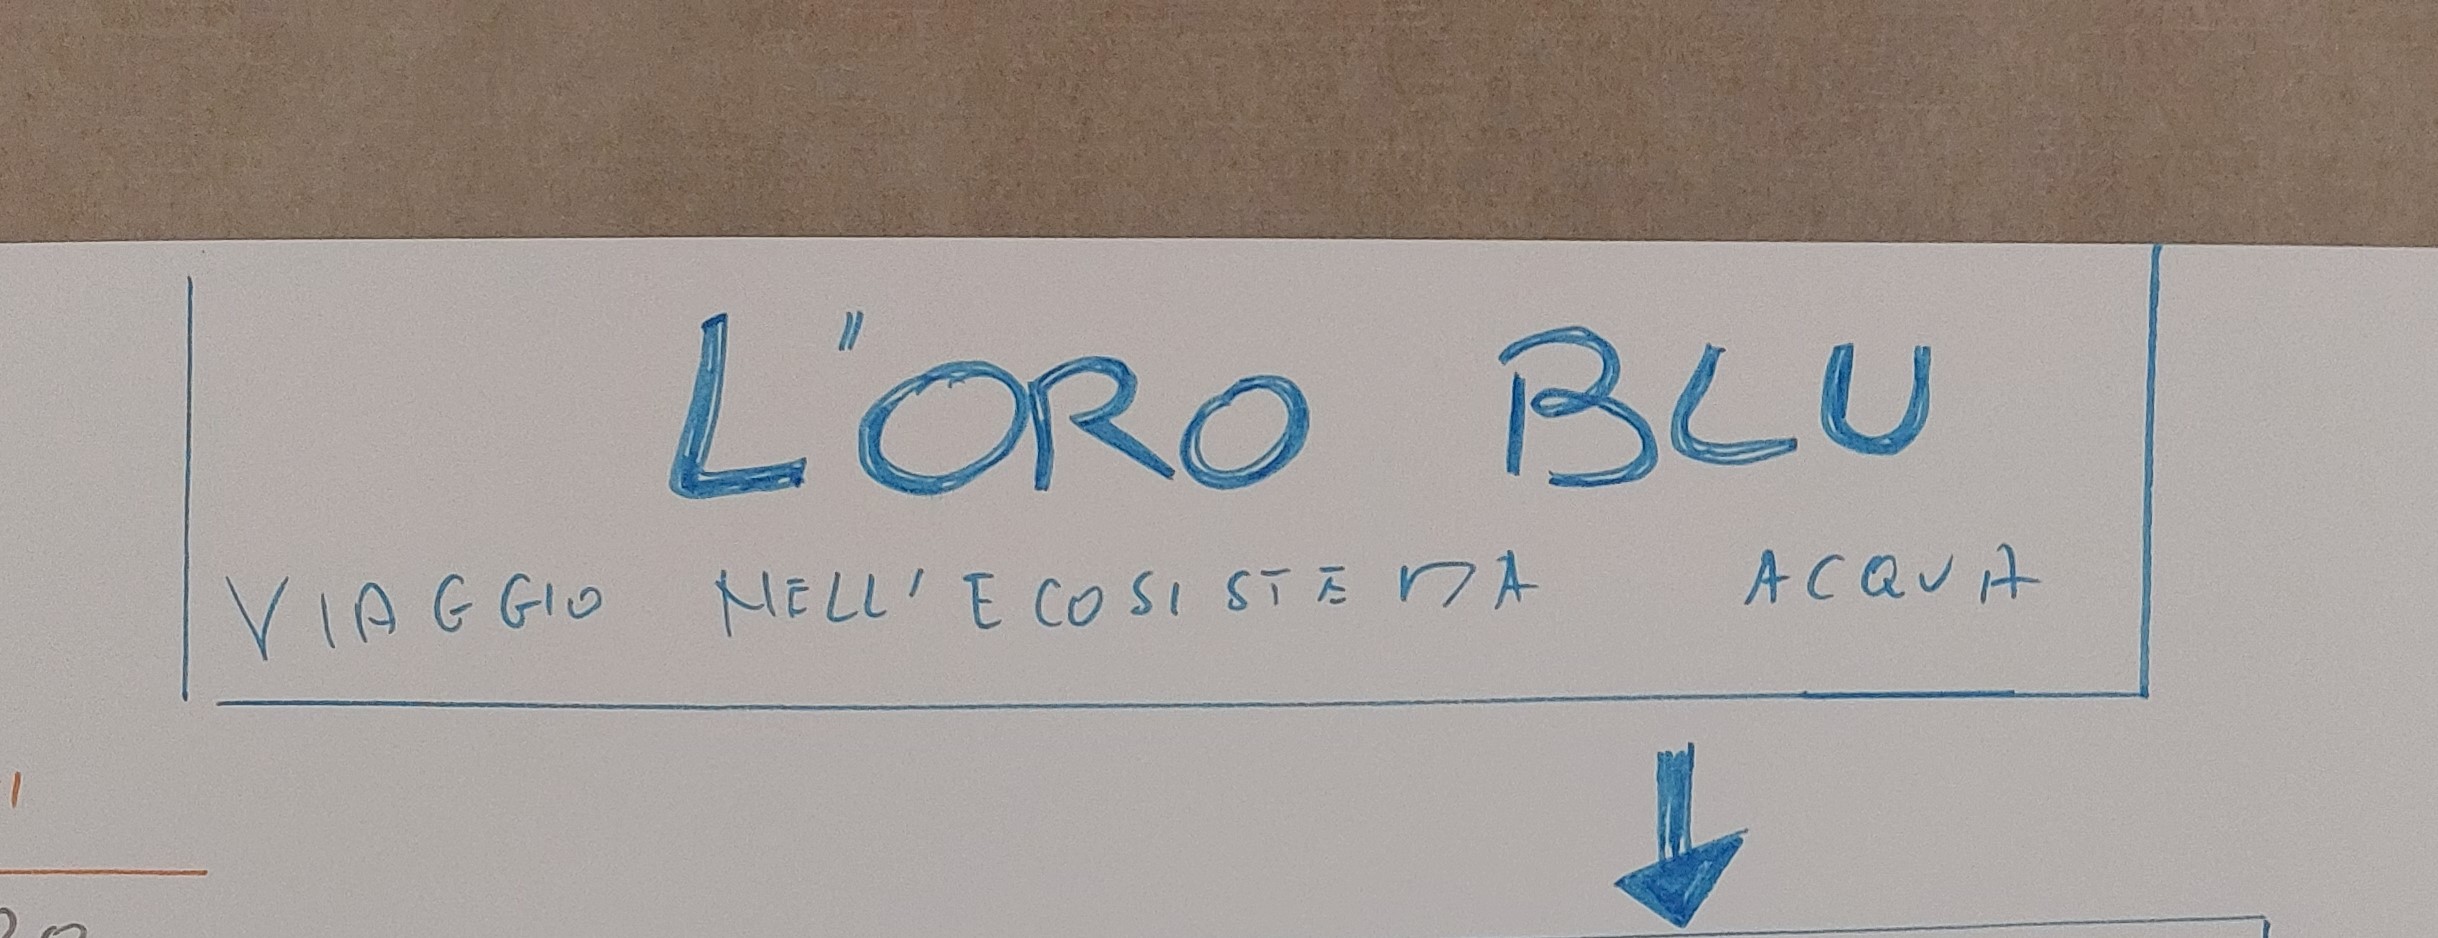 L'ORO BLU
VIAGGIO NELL'ECOSISTEMA ACQUA